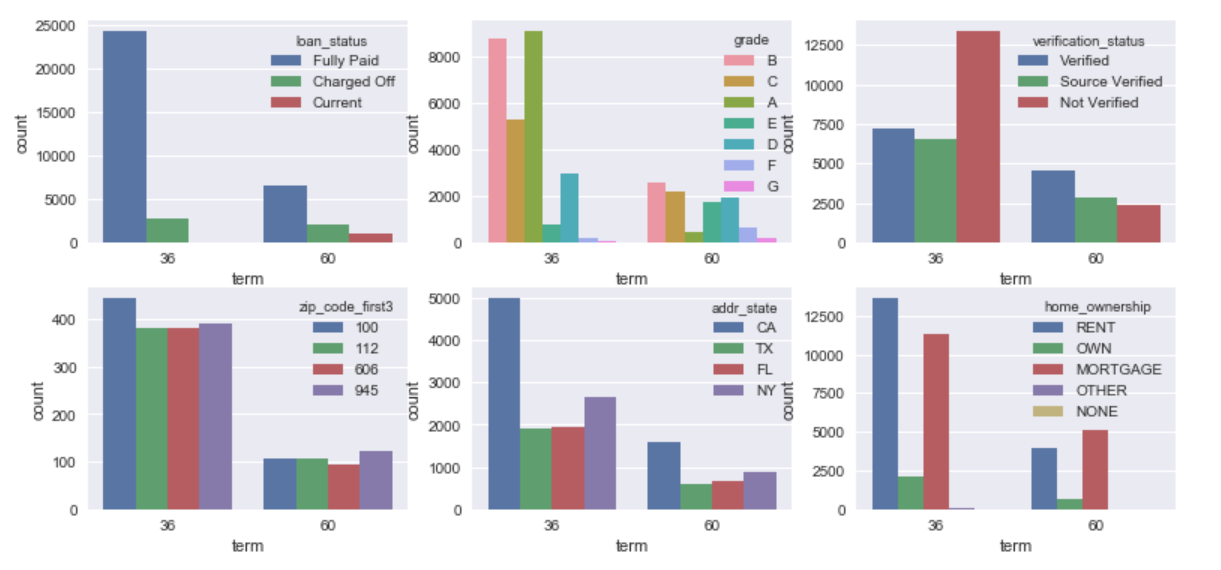 loan_status
Fully Paid
Charged Off
Current
25000
20000
15000
10000
5000
0
count
36
60
term
grade
B
C
A
E
D
F
G
8000
6000
4000
2000
0
count
36
60
term
verification_status
Verified
Source Verified
Not Verified
12500
10000
7500
5000
2500
0
count
36
60
term
zip_code_first3
100
112
606
945
400
300
200
100
0
count
36
60
term
addr_state
CA
TX
FL
NY
5000
4000
3000
2000
1000
0
count
36
60
term
home_ownership
RENT
OWN
MORTGAGE
OTHER
NONE
12500
10000
7500
5000
2500
0
count
36
60
term